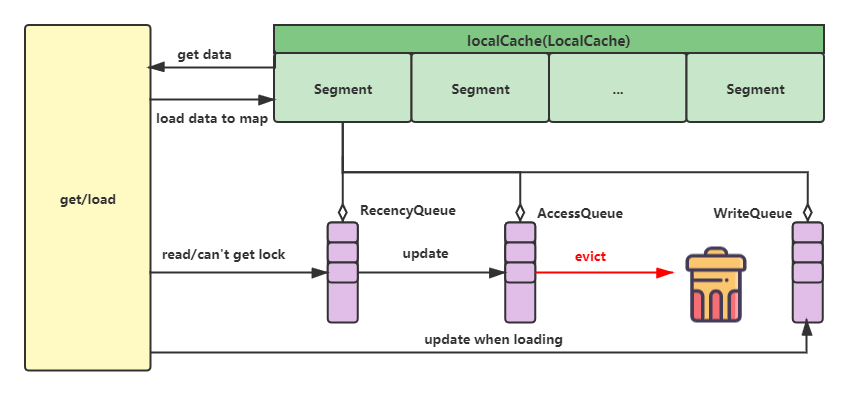 localCache(LocalCache)
get data
Segment
Segment
...
Segment
load data to map
get/load
RecencyQueue
AccessQueue
WriteQueue
read/can't get lock
update
evict
update when loading